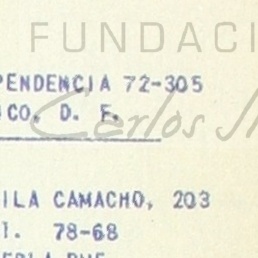 FUNDACI
PENDENCIA 72-305
CO, D. F.
Carlos
ILA CAMACHO, 203
l. 78-68